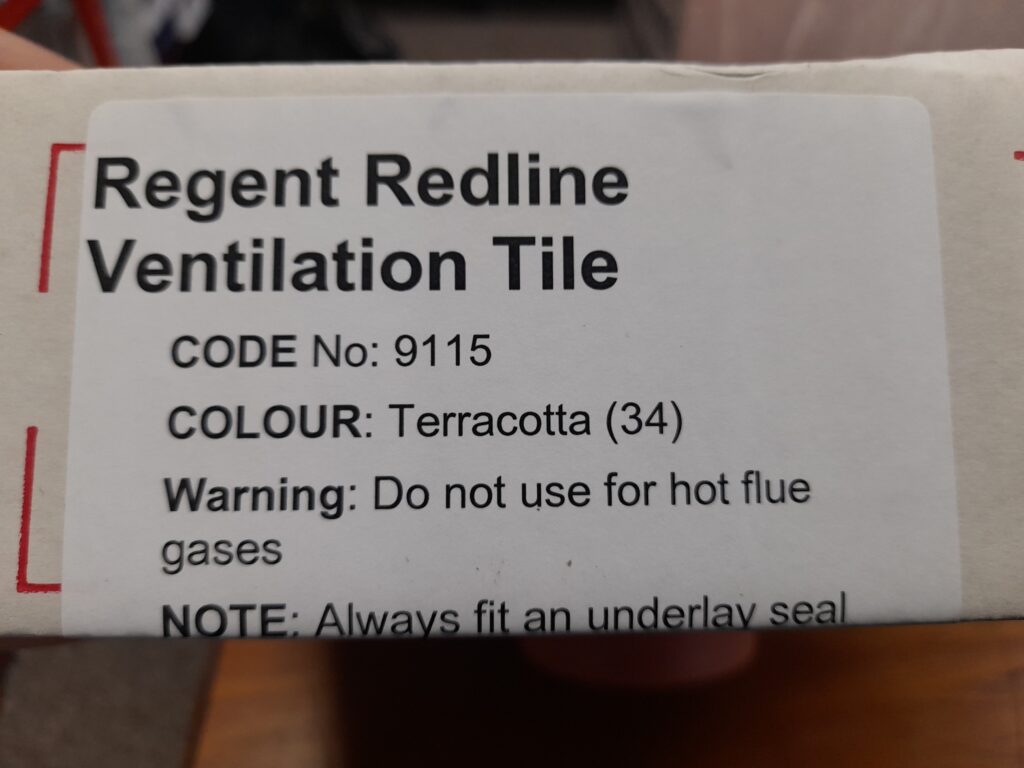 Regent Redline
Ventilation Tile
CODE No: 9115
COLOUR: Terracotta (34)
Warning: Do not use for hot flue
gases
NOTE: Always fit an underlay seal